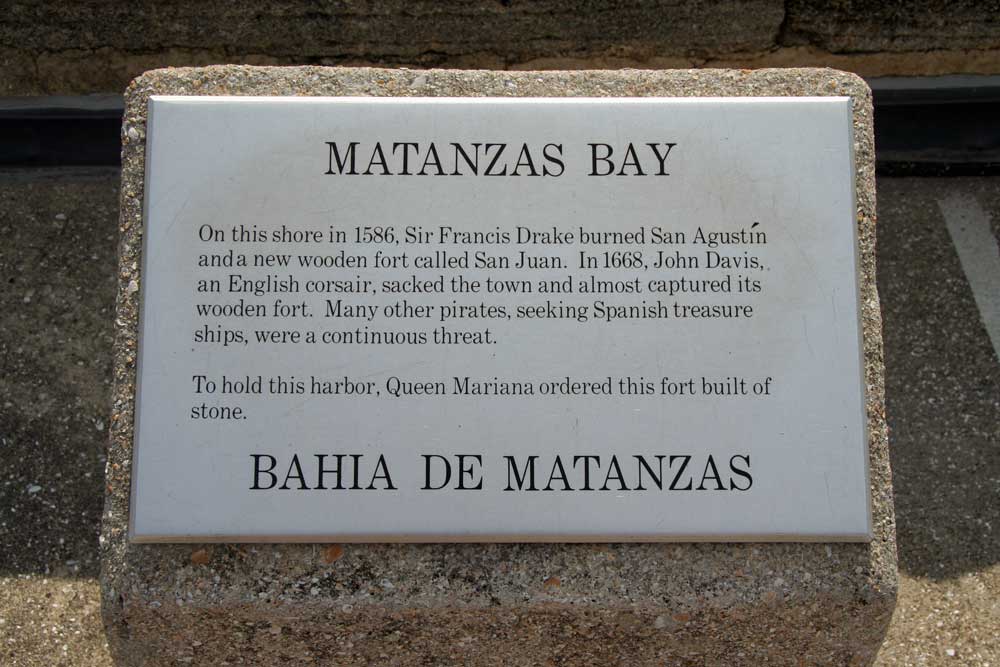 MATANZAS BAY
On this shore in 1586, Sir Francis Drake burned San Agustín
and a new wooden fort called San Juan. In 1668, John Davis,
an English corsair, sacked the town and almost captured its
wooden fort. Many other pirates, seeking Spanish treasure
ships, were a continuous threat.
To hold this harbor, Queen Mariana ordered this fort built of
stone.
BAHIA DE MATANZAS